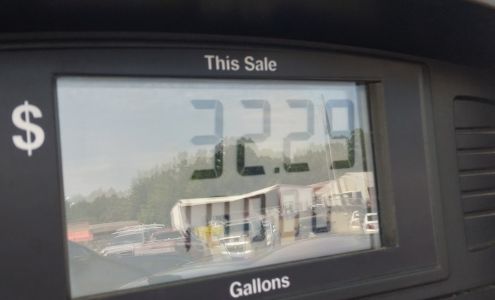 This Sale
$
32.29
Gallons